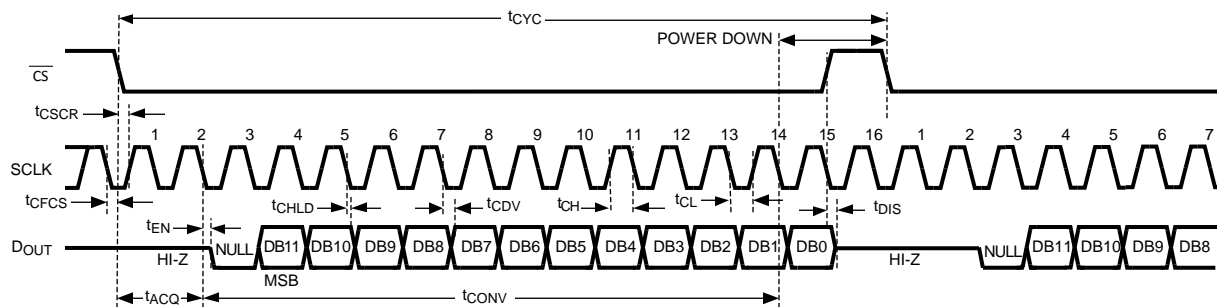 tCYC
POWER DOWN
CS
tCSCR
1 2 3 4 5 6 7 8 9 10 11 12 13 14 15 16 1 2 3 4 5 6 7
SCLK
tCFCS
tEN
tCHLD
tCDV
tCH
tCL
tDIS
DOUT
HI-Z
NULL DB11 DB10 DB9 DB8 DB7 DB6 DB5 DB4 DB3 DB2 DB1 DB0
HI-Z
NULL DB11 DB10 DB9 DB8
MSB
tACQ
tCONV